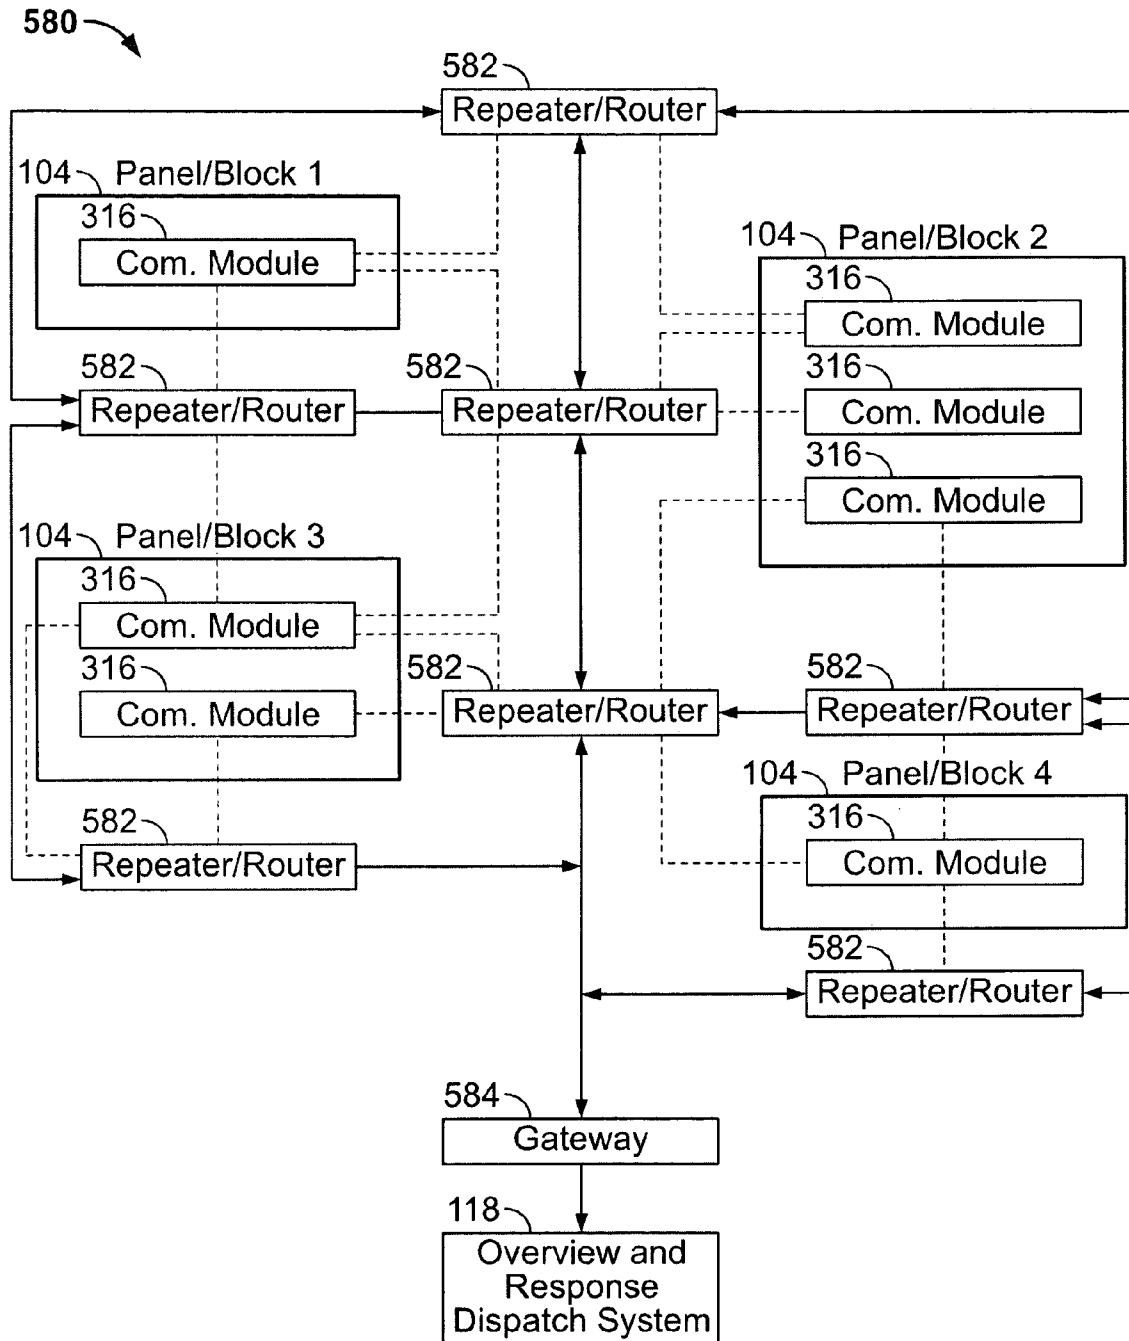 580
582
Repeater/Router
104 Panel/Block 1
316
Com. Module
104 Panel/Block 2
316
Com. Module
316
Com. Module
316
Com. Module
582
Repeater/Router
582
Repeater/Router
104 Panel/Block 3
316
Com. Module
316
Com. Module
582
Repeater/Router
582
Repeater/Router
104 Panel/Block 4
316
Com. Module
582
Repeater/Router
582
Repeater/Router
584
Gateway
118
Overview and
Response
Dispatch System